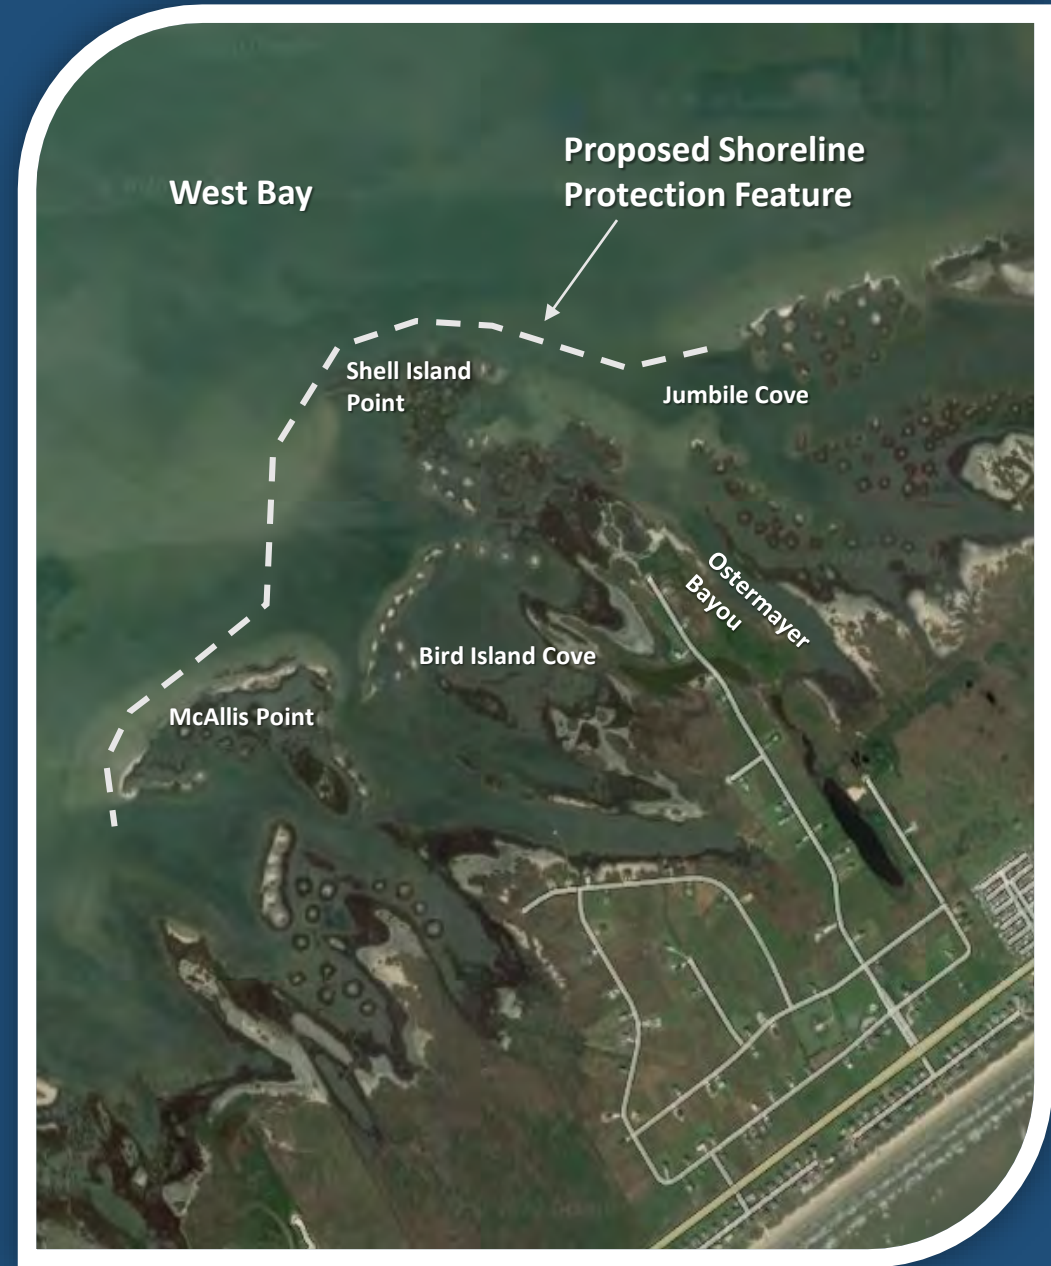 Proposed Shoreline
Protection Feature
West Bay
Shell Island
Point
Jumbile Cove
Ostermayer
Bayou
Bird Island Cove
McAllis Point